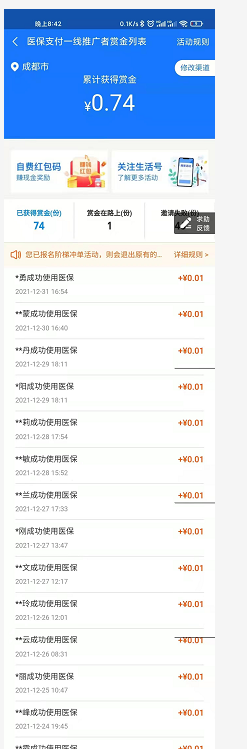 晚上8:42
0.1K/s
医保支付一线推广者赏金列表
活动规则
成都市
修改渠道
累计获得赏金
¥0.74
自费红包码
赚现金奖励
关注生活号
了解更多活动
已获得赏金(份)
74
赏金在路上(份)
1
邀请失败(份)
4
求助
反馈
您已报名阶梯冲单活动，则会退出原有的...
详细规则 >
*勇成功使用医保
+¥0.01
2021-12-31 16:54
**蒙成功使用医保
+¥0.01
2021-12-30 16:40
**丹成功使用医保
+¥0.01
2021-12-29 18:11
*阳成功使用医保
+¥0.01
2021-12-29 18:11
**莉成功使用医保
+¥0.01
2021-12-28 17:54
**敏成功使用医保
+¥0.01
2021-12-28 15:52
**兰成功使用医保
+¥0.01
2021-12-27 17:33
*刚成功使用医保
+¥0.01
2021-12-27 13:47
**文成功使用医保
+¥0.01
2021-12-27 12:17
**玲成功使用医保
+¥0.01
2021-12-26 12:01
**云成功使用医保
+¥0.01
2021-12-26 08:31
*丽成功使用医保
+¥0.01
2021-12-25 10:47
**峰成功使用医保
+¥0.01
2021-12-24 19:45
+¥0.01